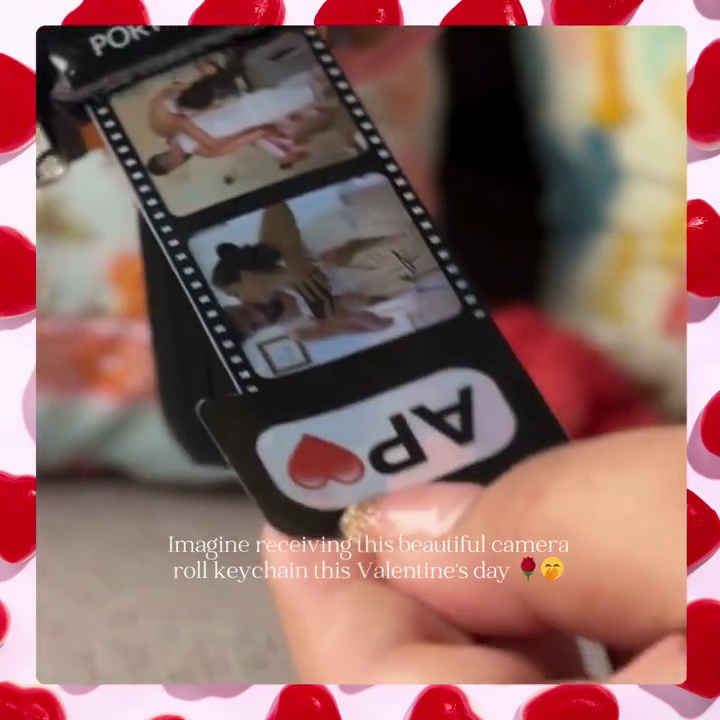 AP❤
Imagine receiving this beautiful camera
roll keychain this Valentine's day 🌹🤭